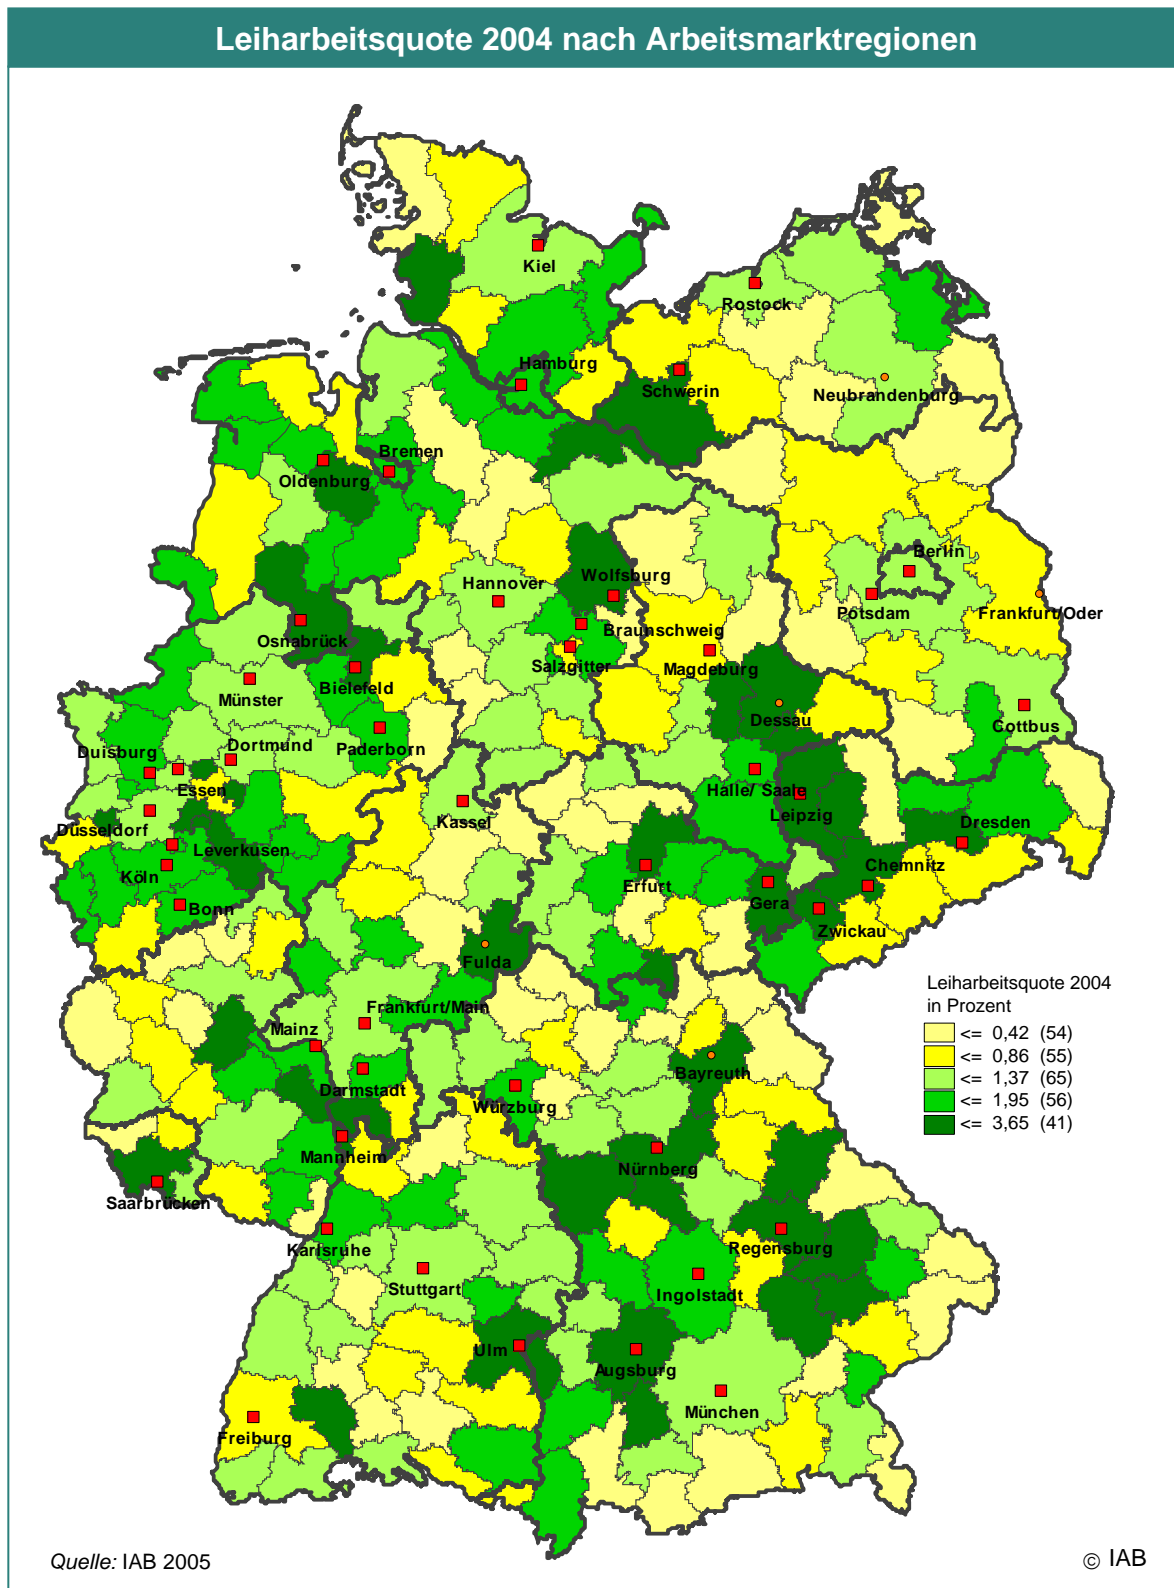 Leiharbeitsquote 2004 nach Arbeitsmarktregionen
Kiel
Rostock
Hamburg
Schwerin
Neubrandenburg
Bremen
Oldenburg
Berlin
Hannover
Wolfsburg
Potsdam
Frankfurt/Oder
Osnabrück
Braunschweig
Salzgitter
Magdeburg
Münster
Bielefeld
Dessau
Cottbus
Duisburg
Dortmund
Paderborn
Essen
Halle/ Saale
Düsseldorf
Kassel
Leipzig
Dresden
Leverkusen
Köln
Erfurt
Chemnitz
Gera
Bonn
Zwickau
Fulda
Leiharbeitsquote 2004
in Prozent
<= 0,42 (54)
<= 0,86 (55)
<= 1,37 (65)
<= 1,95 (56)
<= 3,65 (41)
Frankfurt/Main
Mainz
Bayreuth
Darmstadt
Würzburg
Mannheim
Nürnberg
Saarbrücken
Karlsruhe
Regensburg
Stuttgart
Ingolstadt
Ulm
Augsburg
München
Freiburg
Quelle: IAB 2005
© IAB